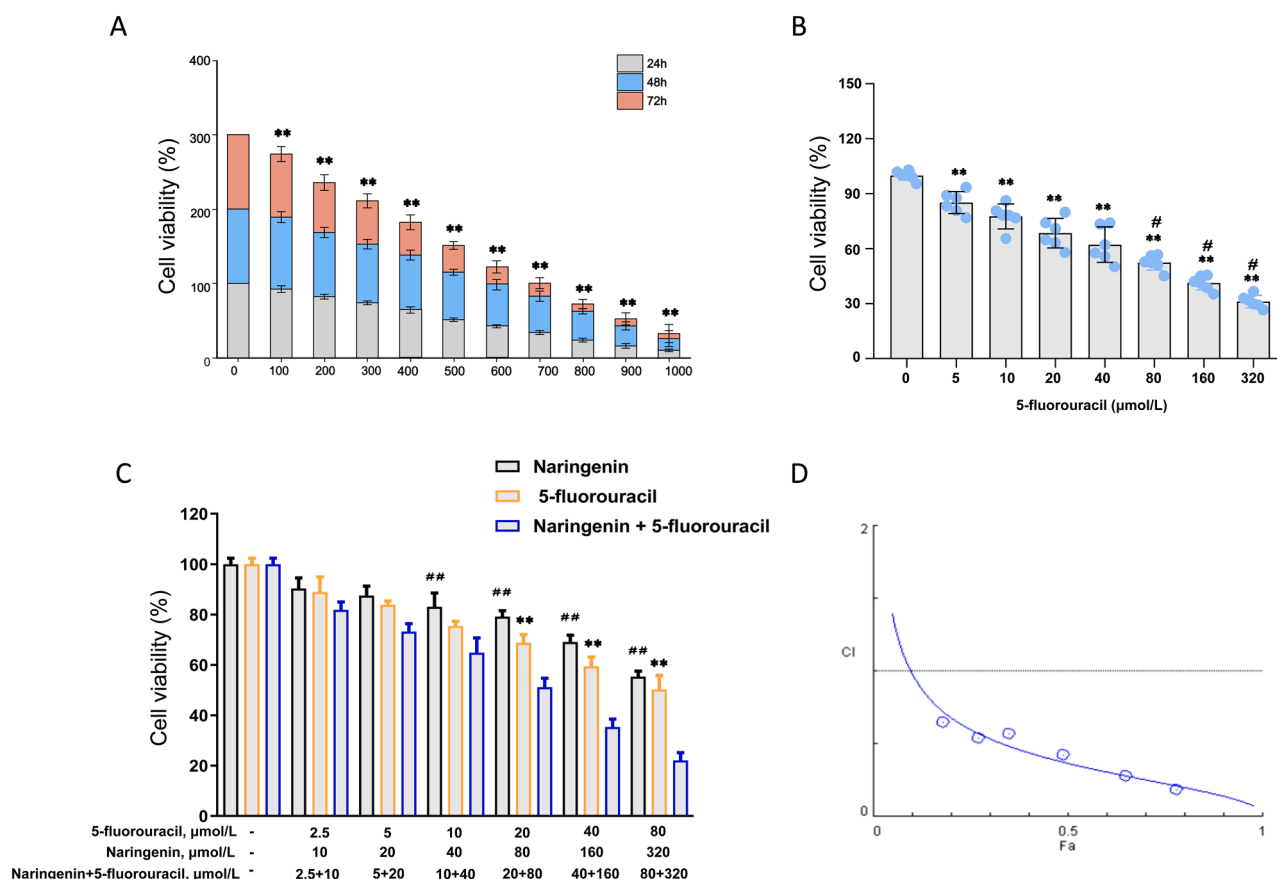 A
400
300
200
100
0
Cell viability (%)
24h
48h
72h
** ** ** ** ** ** ** ** ** **
0 100 200 300 400 500 600 700 800 900 1000
B
150
120
90
60
30
0
Cell viability (%)
# # #
** ** ** ** ** ** **
0 5 10 20 40 80 160 320
5-fluorouracil (µmol/L)
C
Naringenin
5-fluorouracil
Naringenin + 5-fluorouracil
120
100
80
60
40
20
0
Cell viability (%)
## ## ## ##
** ** **
5-fluorouracil, µmol/L - 2.5 5 10 20 40 80
Naringenin, µmol/L - 10 20 40 80 160 320
Naringenin+5-fluorouracil, µmol/L - 2.5+10 5+20 10+40 20+80 40+160 80+320
D
2
CI
0
0 0.5 1
Fa